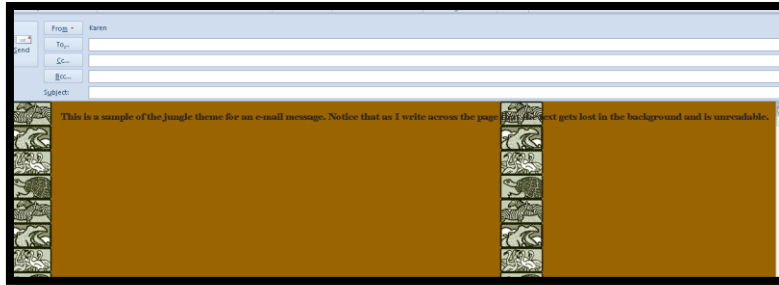 Send
From
Karen
To...
Cc...
Bcc...
Subject:
This is a sample of the jungle theme for an e-mail message. Notice that as I write across the page that the text gets lost in the background and is unreadable.